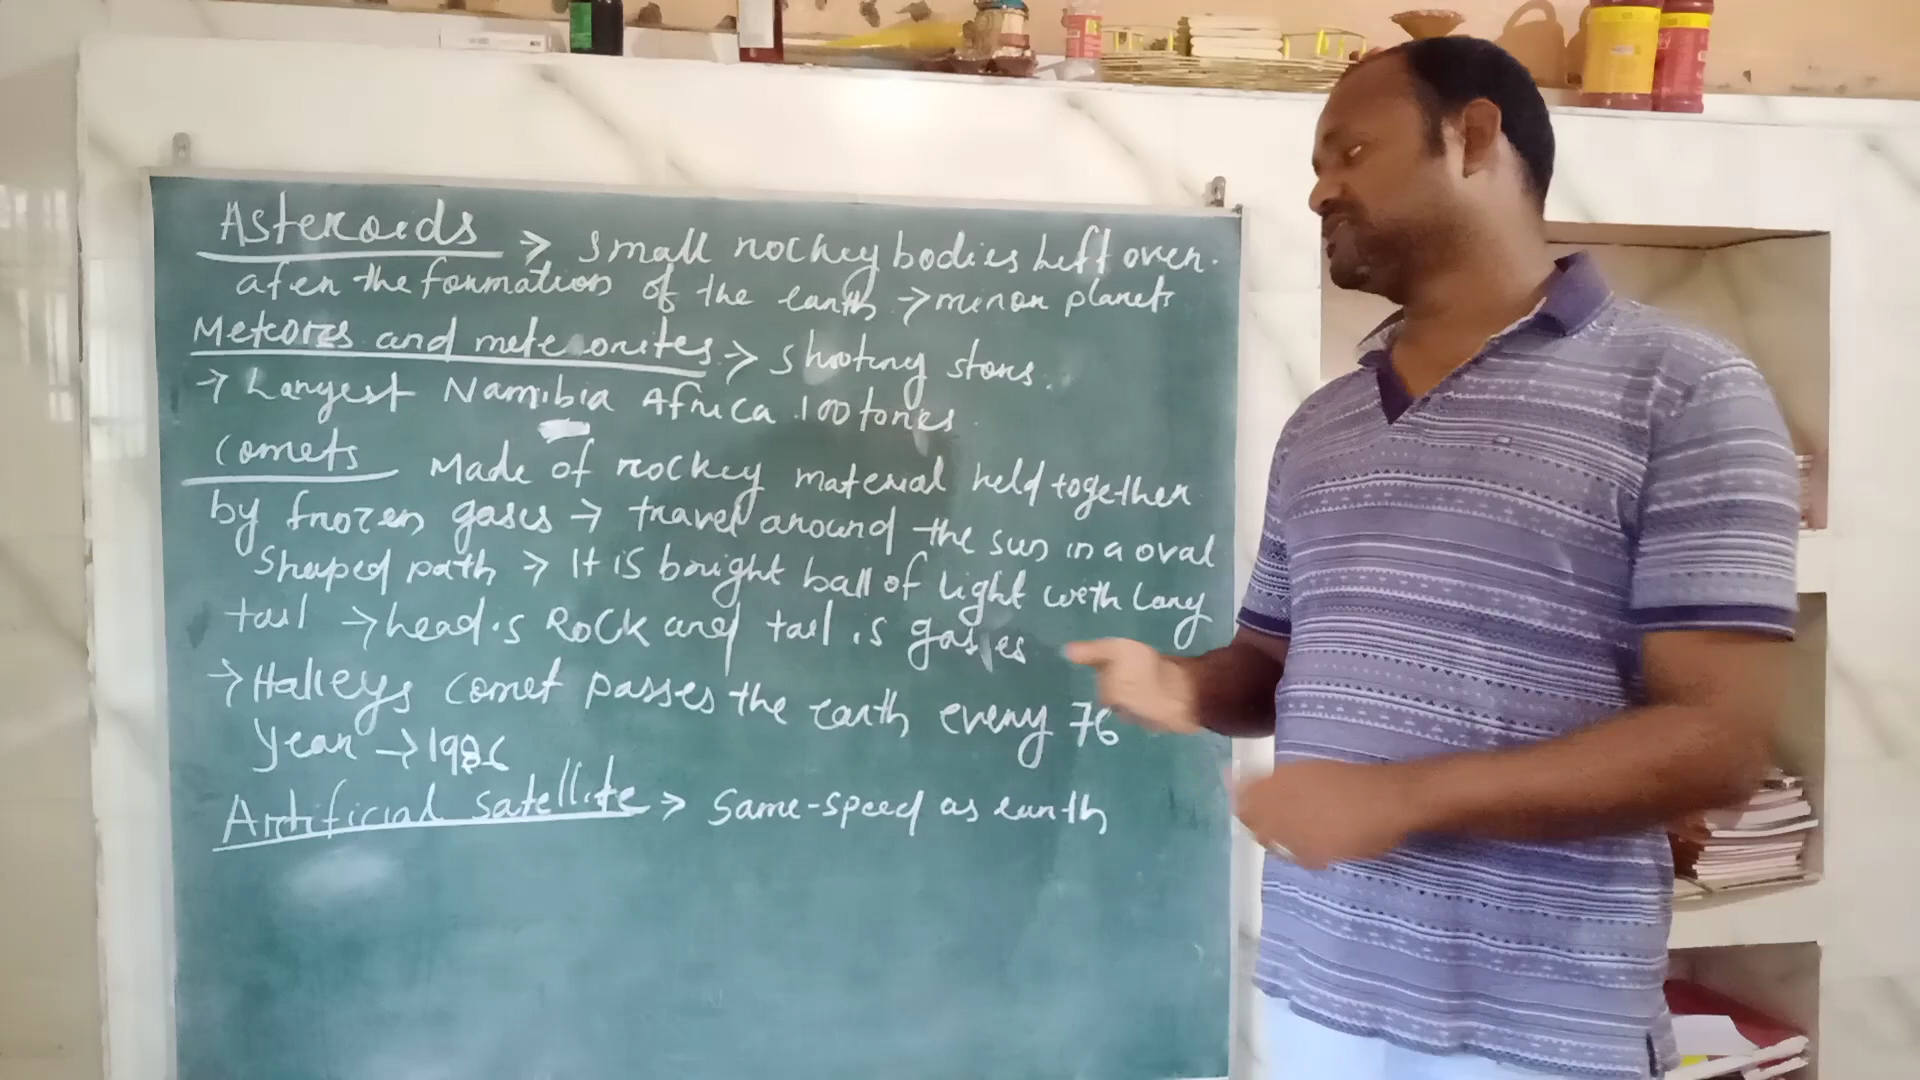 Asteroids → small rockey bodies left over.
afer the formation of the earth → minor planets
Meteors and meteorites → shooting stars.
→ Largest Namibia Africa 100 tones.
Comets Made of rockey material held together
by frozen gases → travel around the sun in a oval
shaped path → It is bright ball of light with long
tail → head is Rock and tail is gases
→ Halleys comet passes the earth every 76
year → 1986
Artificial satellite → same-speed as earth